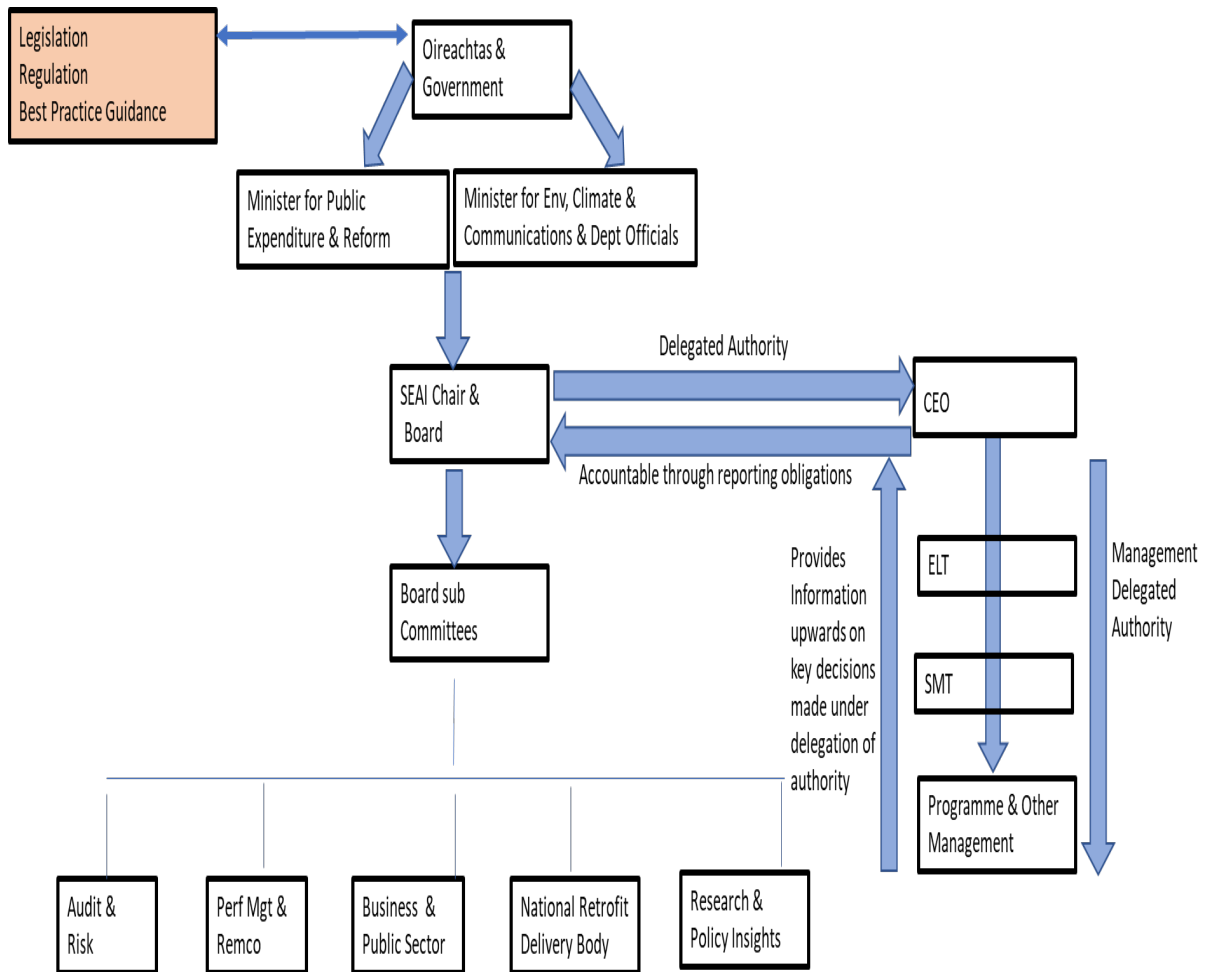 Legislation
Regulation
Best Practice Guidance
Oireachtas &
Government
Minister for Public
Expenditure & Reform
Minister for Env, Climate &
Communications & Dept Officials
Delegated Authority
SEAI Chair &
Board
CEO
Accountable through reporting obligations
Board sub
Committees
Provides
Information
upwards on
key decisions
made under
delegation of
authority
ELT
SMT
Programme & Other
Management
Management
Delegated
Authority
Audit &
Risk
Perf Mgt &
Remco
Business &
Public Sector
National Retrofit
Delivery Body
Research &
Policy Insights